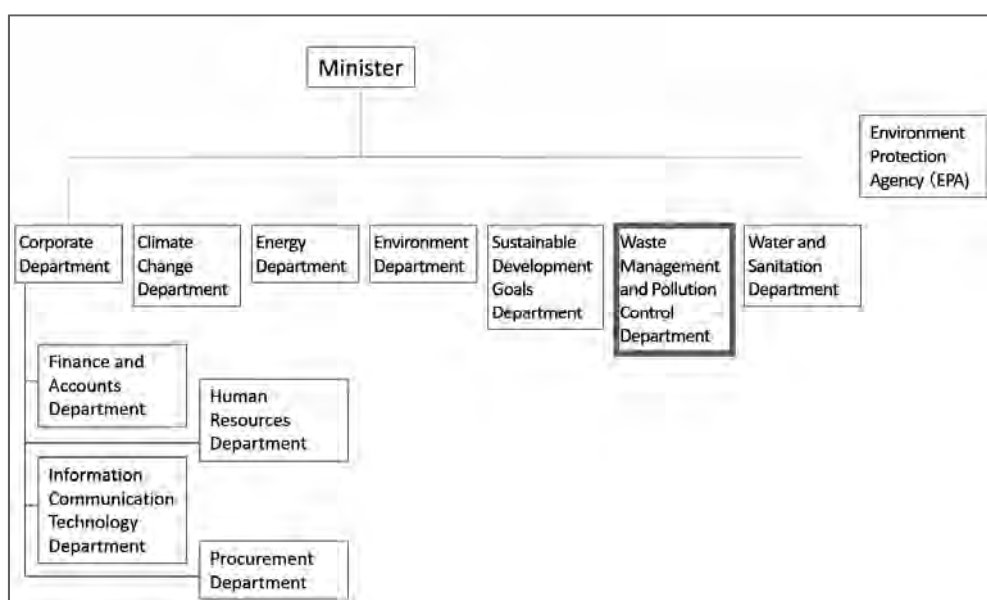 Minister
Environment
Protection
Agency (EPA)
Corporate
Department
Climate
Change
Department
Energy
Department
Environment
Department
Sustainable
Development
Goals
Department
Waste
Management
and Pollution
Control
Department
Water and
Sanitation
Department
Finance and
Accounts
Department
Human
Resources
Department
Information
Communication
Technology
Department
Procurement
Department